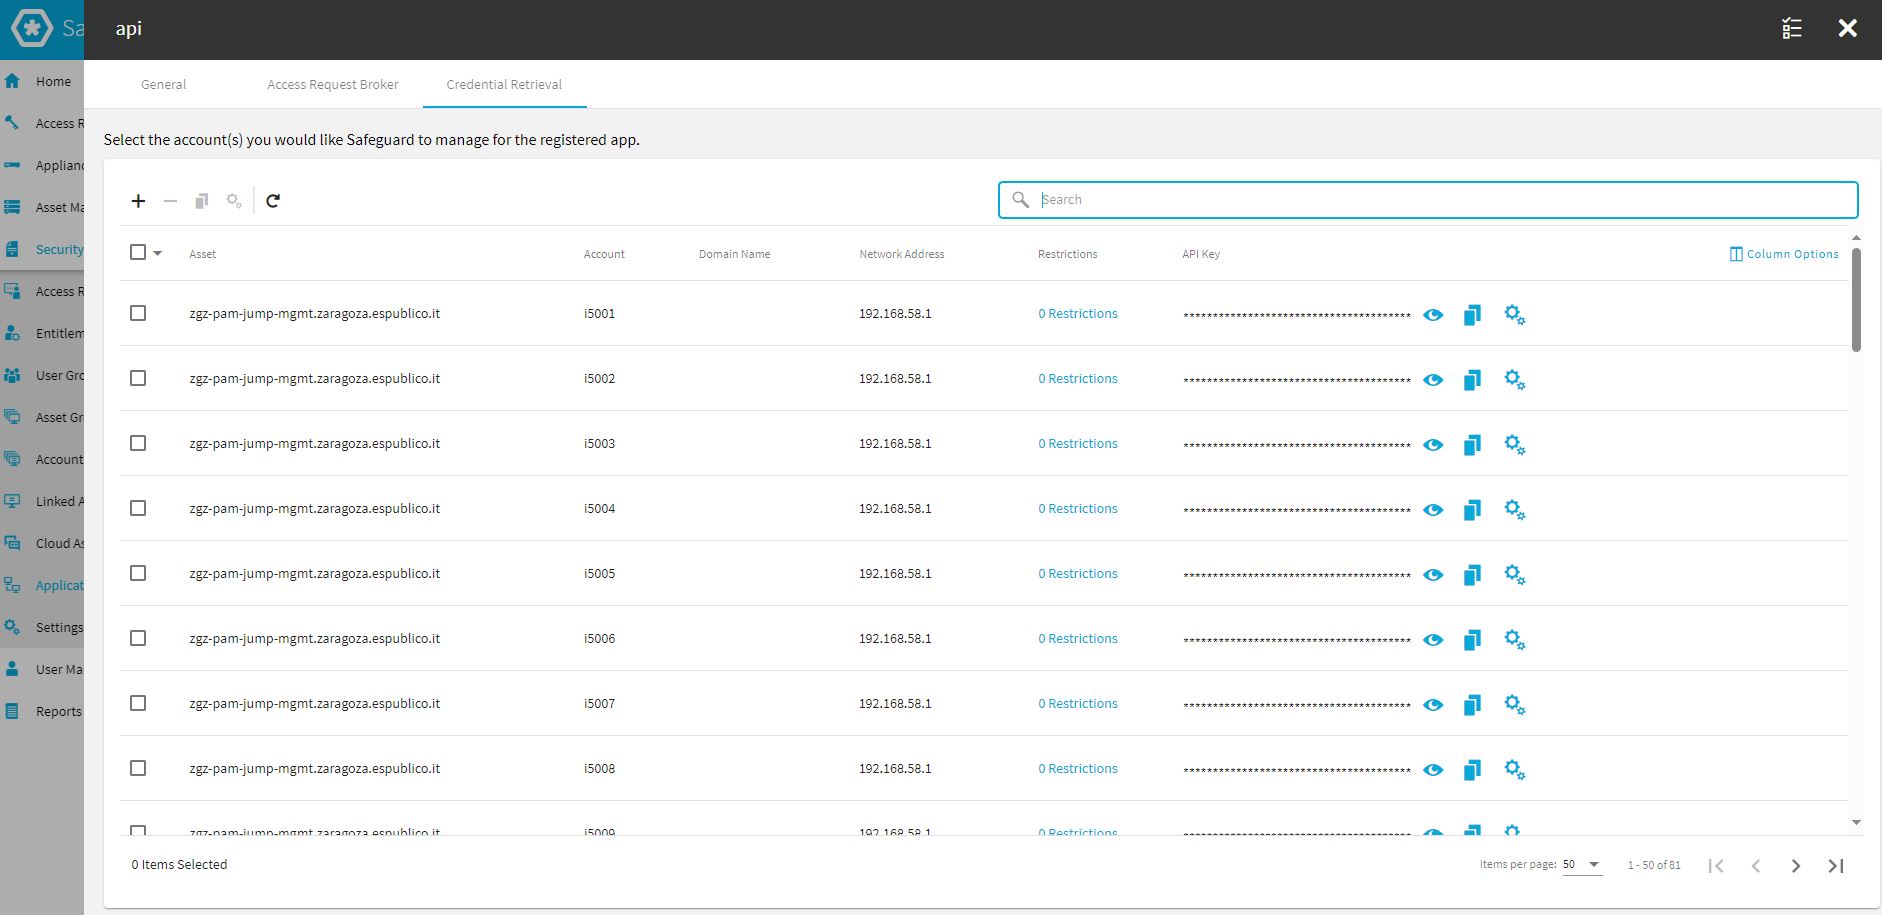 Sa
api
Home
Access R
Applianc
Asset Ma
Security
Access R
Entitlem
User Gro
Asset Gr
Account
Linked A
Cloud As
Applicat
Settings
User Ma
Reports
General Access Request Broker Credential Retrieval
Select the account(s) you would like Safeguard to manage for the registered app.
Search
Asset Account Domain Name Network Address Restrictions API Key Column Options
zgz-pam-jump-mgmt.zaragoza.espublico.it i5001 192.168.58.1 0 Restrictions ***************************************
zgz-pam-jump-mgmt.zaragoza.espublico.it i5002 192.168.58.1 0 Restrictions ***************************************
zgz-pam-jump-mgmt.zaragoza.espublico.it i5003 192.168.58.1 0 Restrictions ***************************************
zgz-pam-jump-mgmt.zaragoza.espublico.it i5004 192.168.58.1 0 Restrictions ***************************************
zgz-pam-jump-mgmt.zaragoza.espublico.it i5005 192.168.58.1 0 Restrictions ***************************************
zgz-pam-jump-mgmt.zaragoza.espublico.it i5006 192.168.58.1 0 Restrictions ***************************************
zgz-pam-jump-mgmt.zaragoza.espublico.it i5007 192.168.58.1 0 Restrictions ***************************************
zgz-pam-jump-mgmt.zaragoza.espublico.it i5008 192.168.58.1 0 Restrictions ***************************************
zgz-pam-jump-mgmt.zaragoza.espublico.it i5009 192.168.58.1 0 Restrictions ***************************************
0 Items Selected
Items per page: 50 1 - 50 of 81